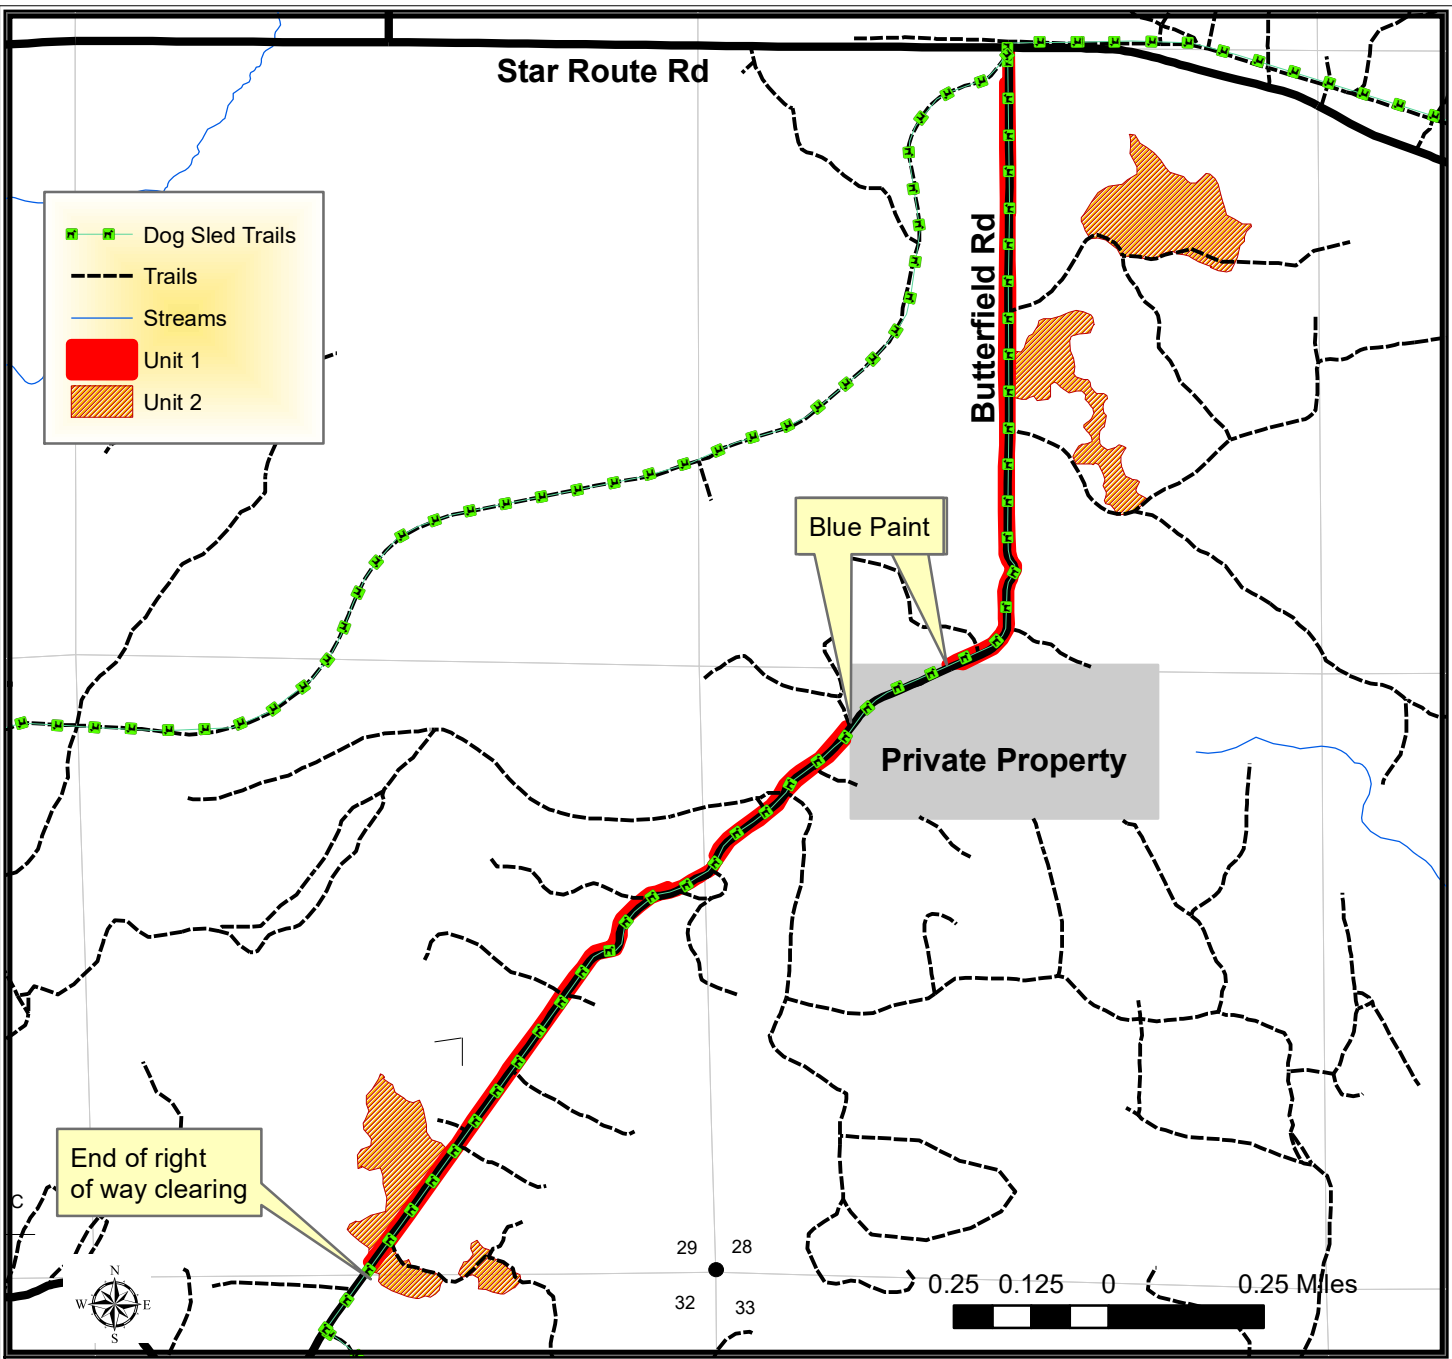 Star Route Rd
Dog Sled Trails
Trails
Streams
Unit 1
Unit 2
Butterfield Rd
Blue Paint
Private Property
End of right
of way clearing
C
29 28
32 33
N
W E
S
0.25 0.125 0 0.25 Miles